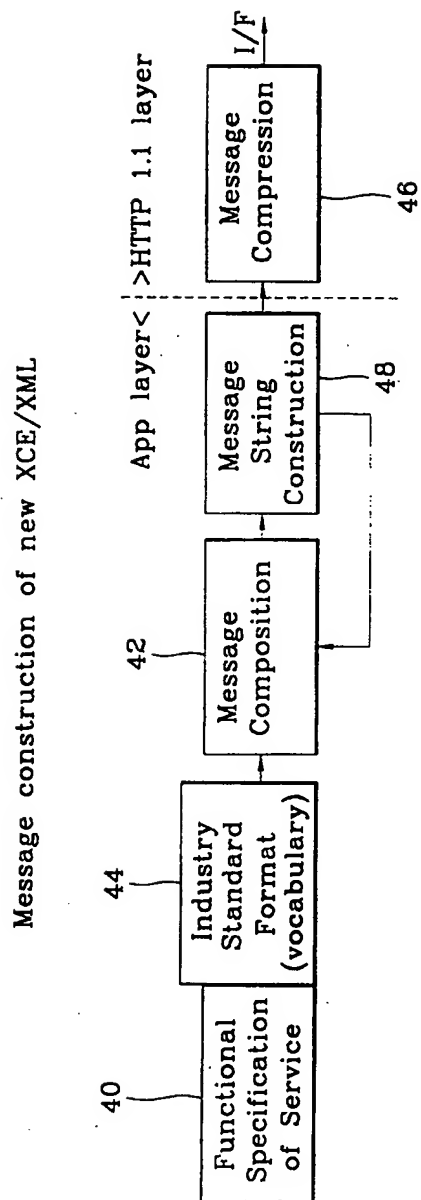 Message construction of new XCE/XML
App layer< >HTTP 1.1 layer
40
Functional
Specification
of Service
44
Industry
Standard
Format
(vocabulary)
42
Message
Composition
Message
String
Construction
48
Message
Compression
46
I/F